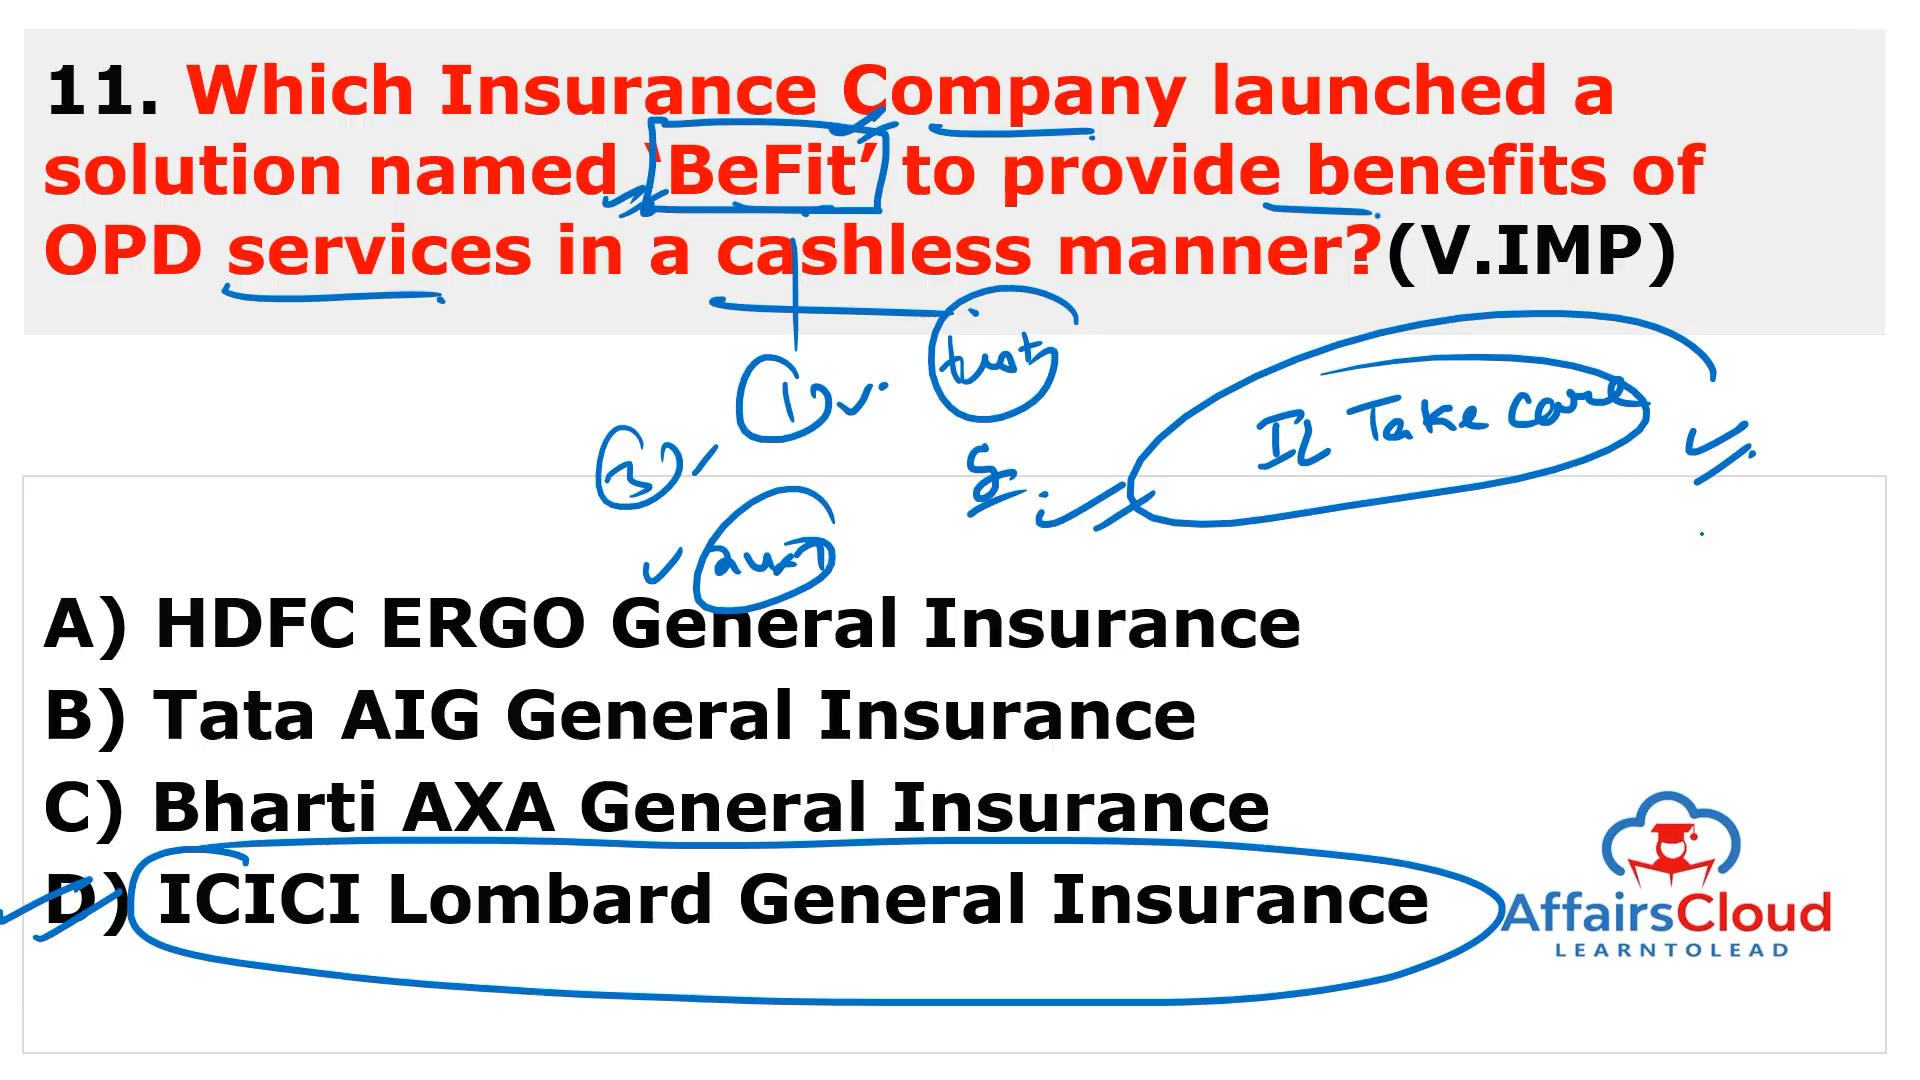 11. Which Insurance Company launched a
solution named ‘BeFit’ to provide benefits of
OPD services in a cashless manner?(V.IMP)
1
3
IL Take care
A) HDFC ERGO General Insurance
B) Tata AIG General Insurance
C) Bharti AXA General Insurance
D) ICICI Lombard General Insurance
AffairsCloud
LEARNTOLEAD